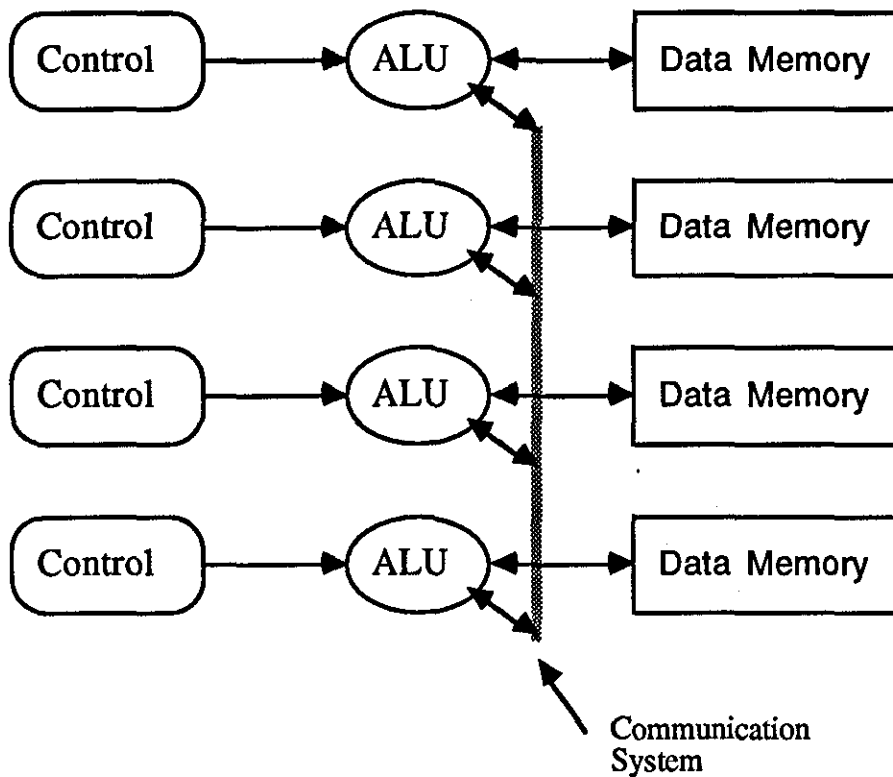 Control ALU Data Memory
Control ALU Data Memory
Control ALU Data Memory
Control ALU Data Memory
Communication
System